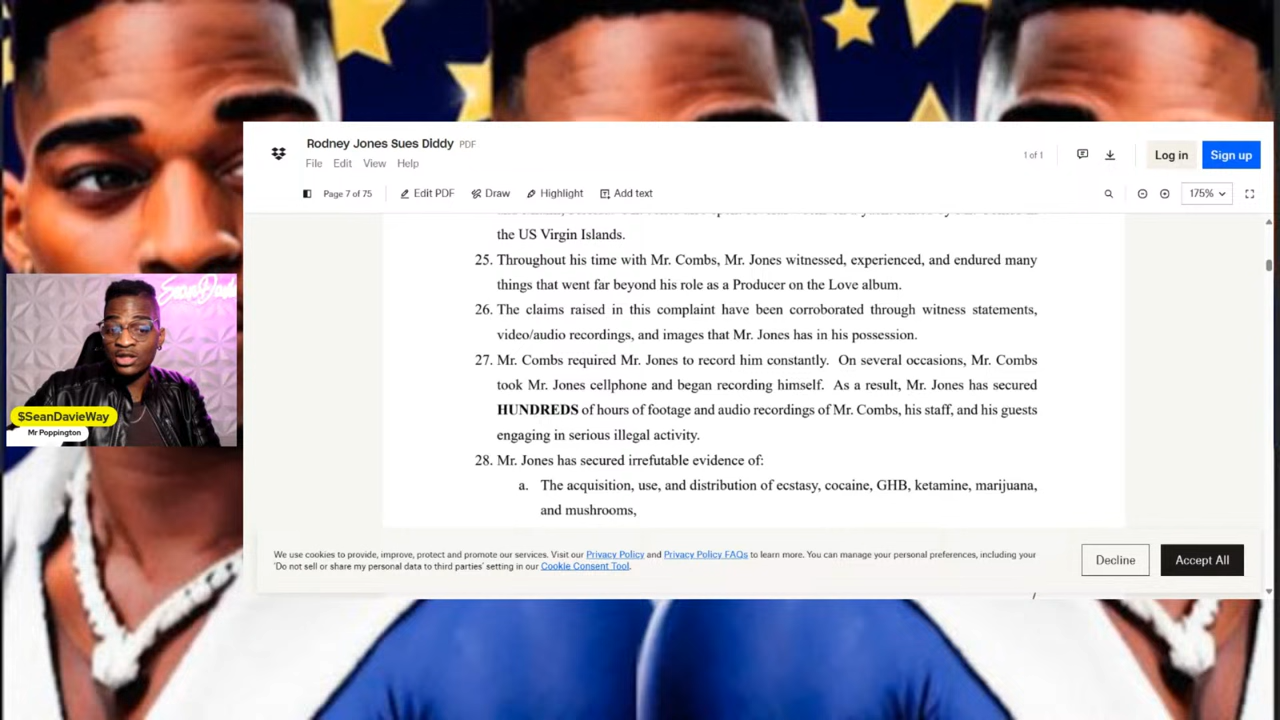 Rodney Jones Sues Diddy PDF
File Edit View Help
1 of 1
Log in
Sign up
Page 7 of 75
Edit PDF
Draw
Highlight
Add text
175%
the US Virgin Islands.
25. Throughout his time with Mr. Combs, Mr. Jones witnessed, experienced, and endured many
things that went far beyond his role as a Producer on the Love album.
26. The claims raised in this complaint have been corroborated through witness statements,
video/audio recordings, and images that Mr. Jones has in his possession.
27. Mr. Combs required Mr. Jones to record him constantly. On several occasions, Mr. Combs
took Mr. Jones cellphone and began recording himself. As a result, Mr. Jones has secured
HUNDREDS of hours of footage and audio recordings of Mr. Combs, his staff, and his guests
engaging in serious illegal activity.
28. Mr. Jones has secured irrefutable evidence of:
a. The acquisition, use, and distribution of ecstasy, cocaine, GHB, ketamine, marijuana,
and mushrooms,
We use cookies to provide, improve, protect and promote our services. Visit our Privacy Policy and Privacy Policy FAQs to learn more. You can manage your personal preferences, including your
'Do not sell or share my personal data to third parties' setting in our Cookie Consent Tool.
Decline
Accept All
$SeanDavieWay
Mr Poppington